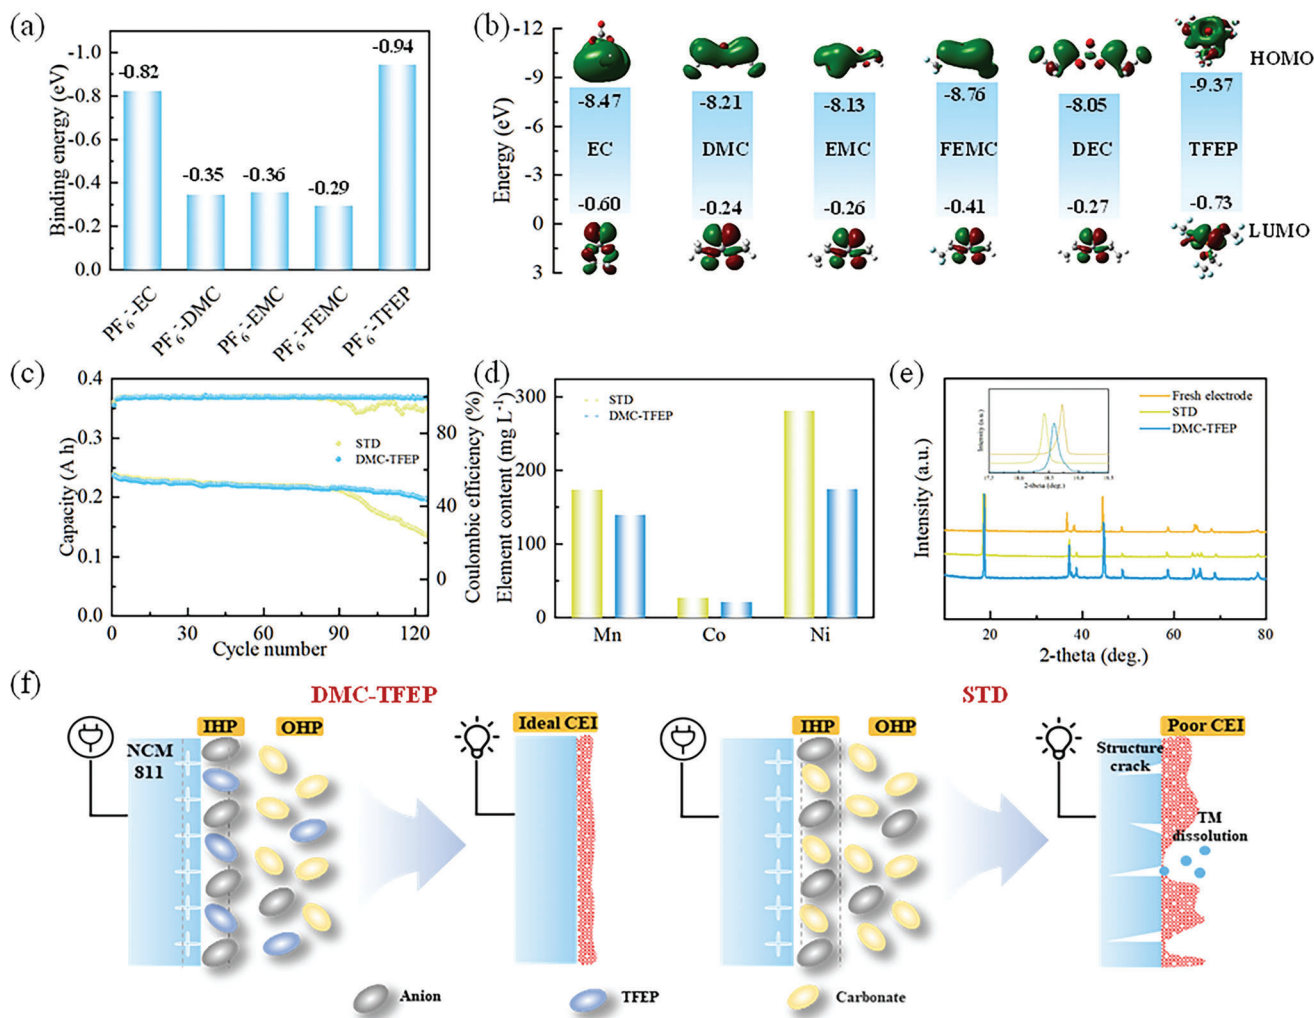 (a)
Binding energy (eV)
-1.0
-0.8
-0.6
-0.4
-0.2
0.0
-0.82
-0.35
-0.36
-0.29
-0.94
PF₆⁻-EC
PF₆⁻-DMC
PF₆⁻-EMC
PF₆⁻-FEMC
PF₆⁻-TFEP
(b)
Energy (eV)
-12
-9
-6
-3
0
3
HOMO
-8.47
-8.21
-8.13
-8.76
-8.05
-9.37
EC
DMC
EMC
FEMC
DEC
TFEP
-0.60
-0.24
-0.26
-0.41
-0.27
-0.73
LUMO
(c)
Capacity (A h)
0.4
0.3
0.2
0.1
0.0
STD
DMC-TFEP
80
40
0
Coulombic efficiency (%)
0
30
60
90
120
Cycle number
(d)
Element content (mg L⁻¹)
300
200
100
0
STD
DMC-TFEP
Mn
Co
Ni
(e)
Intensity (a.u.)
Intensity (a.u.)
2-theta (deg.)
Fresh electrode
STD
DMC-TFEP
20
40
60
80
2-theta (deg.)
(f)
DMC-TFEP
STD
IHP
OHP
Ideal CEI
IHP
OHP
Poor CEI
NCM
811
Structure
crack
TM
dissolution
Anion
TFEP
Carbonate